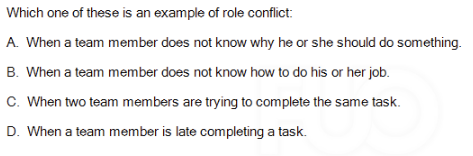 Which one of these is an example of role conflict:
A. When a team member does not know why he or she should do something.
B. When a team member does not know how to do his or her job.
C. When two team members are trying to complete the same task.
D. When a team member is late completing a task.